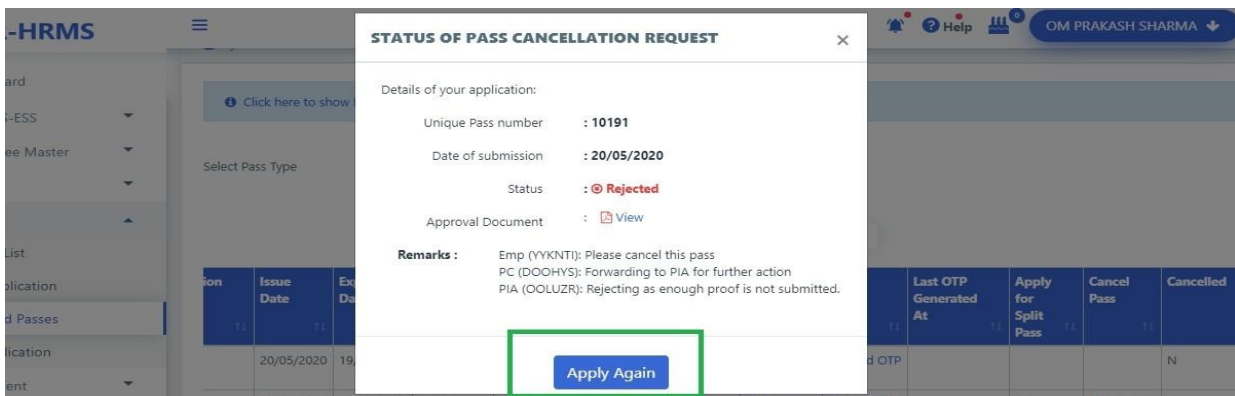 -HRMS
Help
0
OM PRAKASH SHARMA
STATUS OF PASS CANCELLATION REQUEST ×
ard
Click here to show
-ESS
ee Master
Select Pass Type
List
plication
d Passes
lication
ent
Details of your application:
Unique Pass number : 10191
Date of submission : 20/05/2020
Status : Rejected
Approval Document : View
Remarks : Emp (YYKNTI): Please cancel this pass
PC (DOOHYS): Forwarding to PIA for further action
PIA (OOLUZR): Rejecting as enough proof is not submitted.
Apply Again
ion
Issue Date
Ex
Da
Last OTP Generated At
Apply for Split Pass
Cancel Pass
Cancelled
20/05/2020
19/
d OTP
N